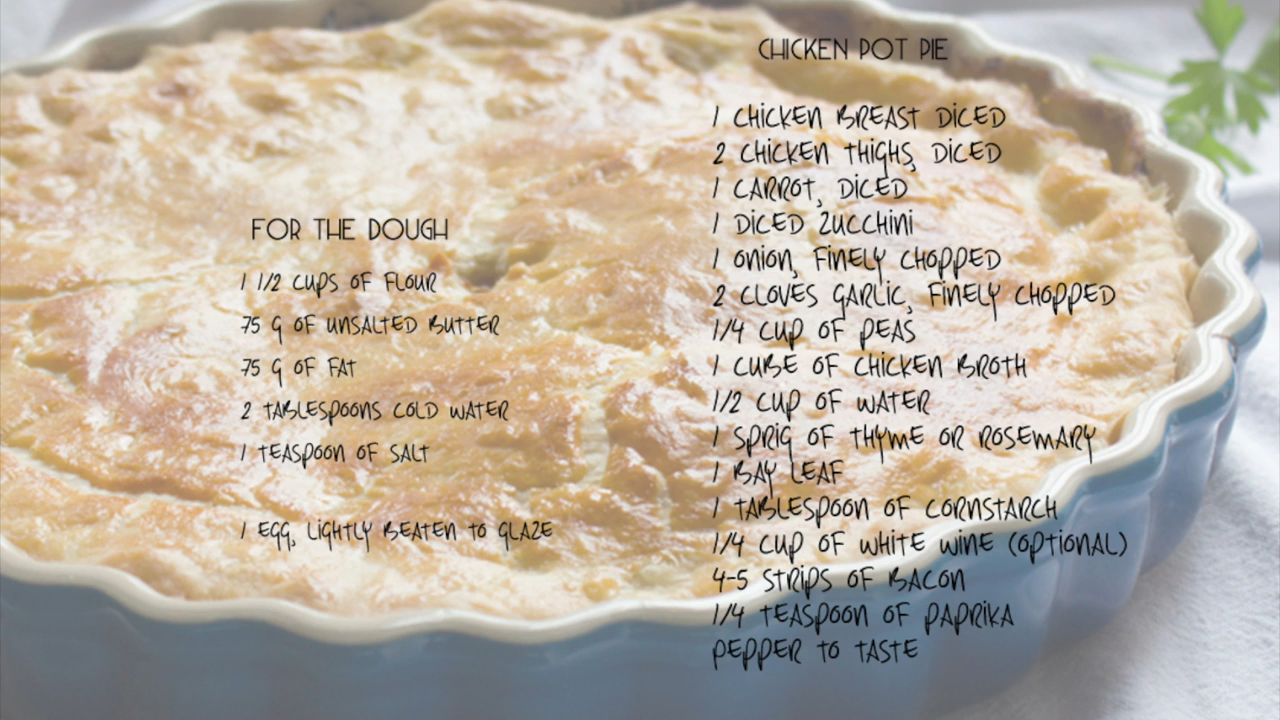 FOR THE DOUGH
1 1/2 CUPS OF FLOUR
75 G OF UNSALTED BUTTER
75 G OF FAT
2 TABLESPOONS COLD WATER
1 TEASPOON OF SALT
1 EGG, LIGHTLY BEATEN TO GLAZE
CHICKEN POT PIE
1 CHICKEN BREAST DICED
2 CHICKEN THIGHS, DICED
1 CARROT, DICED
1 DICED ZUCCHINI
1 ONION, FINELY CHOPPED
2 CLOVES GARLIC, FINELY CHOPPED
1/4 CUP OF PEAS
1 CUBE OF CHICKEN BROTH
1/2 CUP OF WATER
1 SPRIG OF THYME OR ROSEMARY
1 BAY LEAF
1 TABLESPOON OF CORNSTARCH
1/4 CUP OF WHITE WINE (OPTIONAL)
4-5 STRIPS OF BACON
1/4 TEASPOON OF PAPRIKA
PEPPER TO TASTE